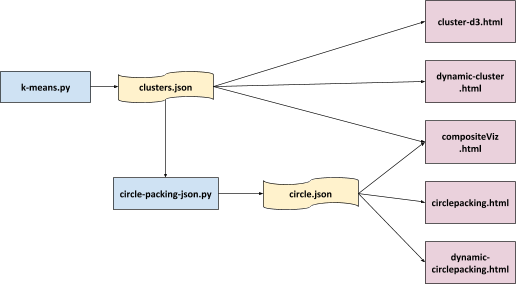 cluster-d3.html
k-means.py
clusters.json
dynamic-cluster
.html
compositeViz
.html
circle-packing-json.py
circle.json
circlepacking.html
dynamic-
circlepacking.html